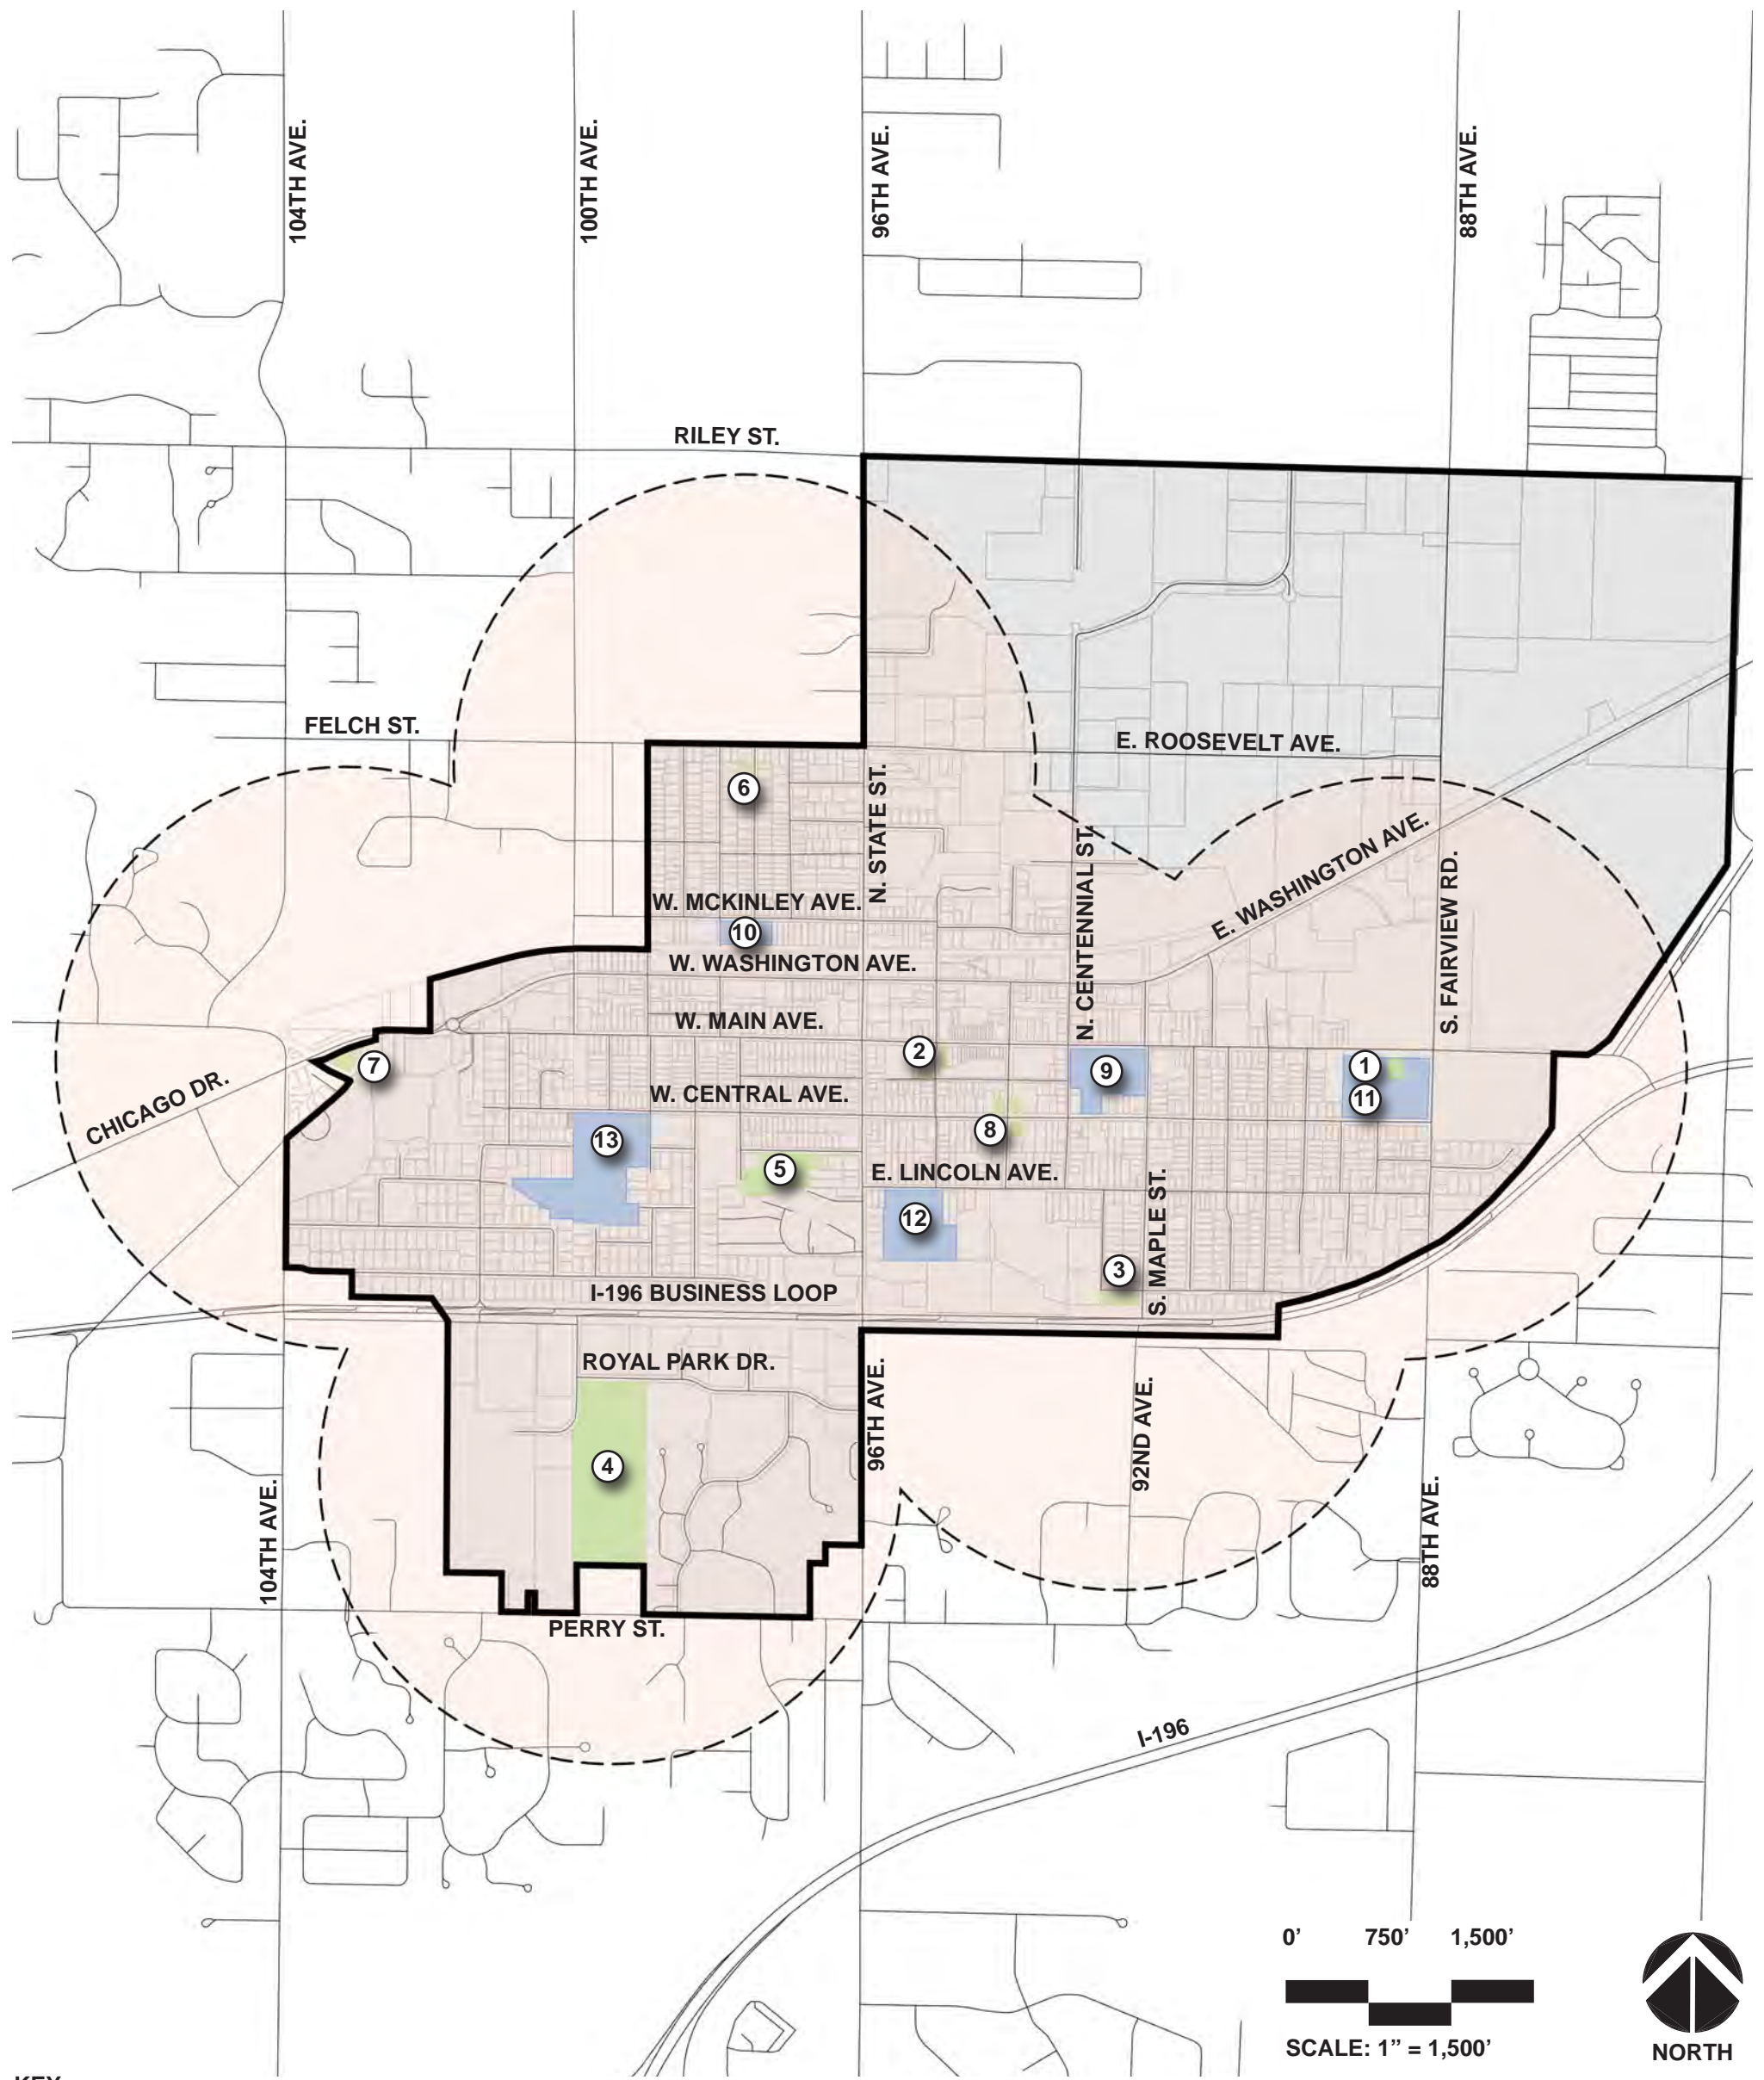 104TH AVE.
100TH AVE.
96TH AVE.
88TH AVE.
RILEY ST.
FELCH ST.
E. ROOSEVELT AVE.
6
N. STATE ST.
N. CENTENNIAL ST.
E. WASHINGTON AVE.
S. FAIRVIEW RD.
W. MCKINLEY AVE.
10
W. WASHINGTON AVE.
W. MAIN AVE.
2
7
9
1
CHICAGO DR.
W. CENTRAL AVE.
11
8
13
5
E. LINCOLN AVE.
12
S. MAPLE ST.
3
I-196 BUSINESS LOOP
ROYAL PARK DR.
96TH AVE.
92ND AVE.
4
104TH AVE.
88TH AVE.
PERRY ST.
I-196
0’ 750’ 1,500’
SCALE: 1” = 1,500’
NORTH
KEY